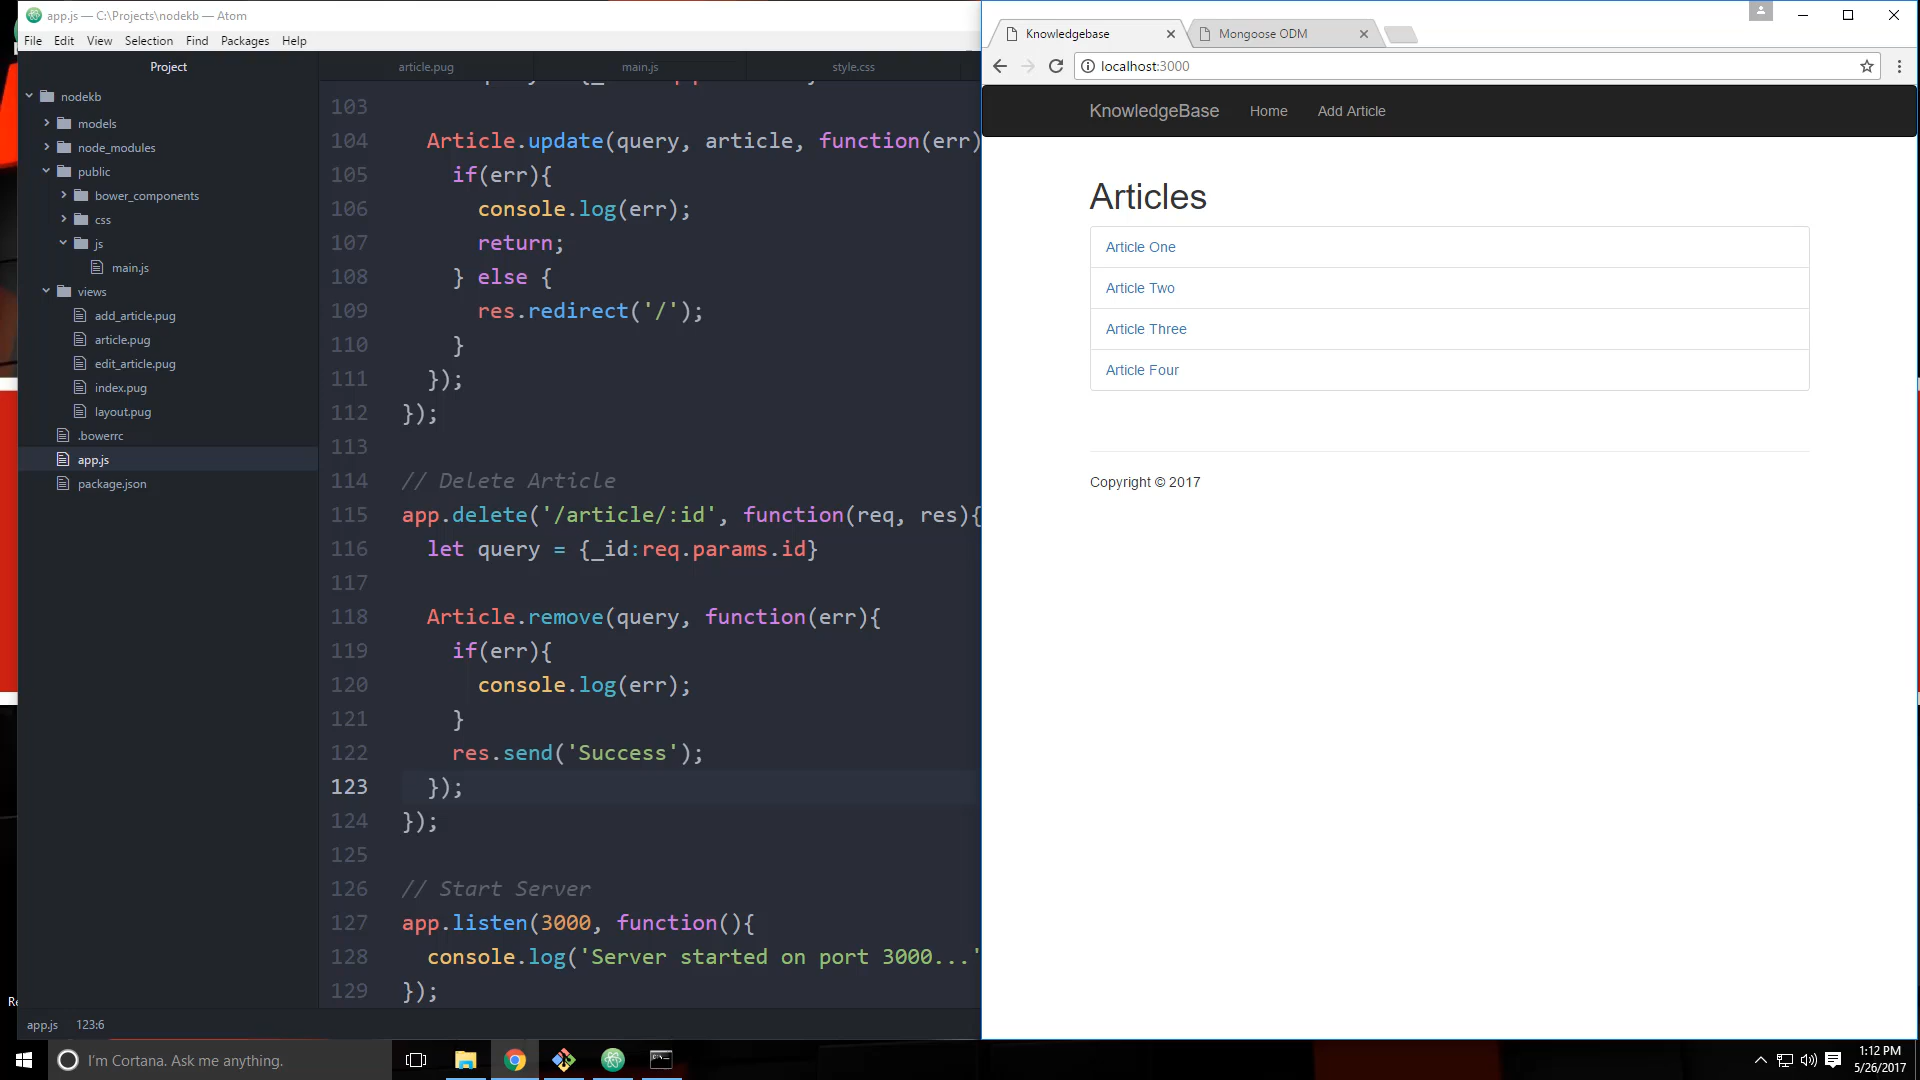 app.js — C:\Projects\nodekb — Atom
File Edit View Selection Find Packages Help
Project
nodekb
models
node_modules
public
bower_components
css
js
main.js
views
add_article.pug
article.pug
edit_article.pug
index.pug
layout.pug
.bowerrc
app.js
package.json
article.pug main.js style.css
103
104 Article.update(query, article, function(err)
105 if(err){
106 console.log(err);
107 return;
108 } else {
109 res.redirect('/');
110 }
111 });
112 });
113
114 // Delete Article
115 app.delete('/article/:id', function(req, res){
116 let query = {_id:req.params.id}
117
118 Article.remove(query, function(err){
119 if(err){
120 console.log(err);
121 }
122 res.send('Success');
123 });
124 });
125
126 // Start Server
127 app.listen(3000, function(){
128 console.log('Server started on port 3000...'
129 });
app.js 123:6
Knowledgebase Mongoose ODM
localhost:3000
KnowledgeBase Home Add Article
Articles
Article One
Article Two
Article Three
Article Four
Copyright © 2017
I'm Cortana. Ask me anything.
1:12 PM
5/26/2017